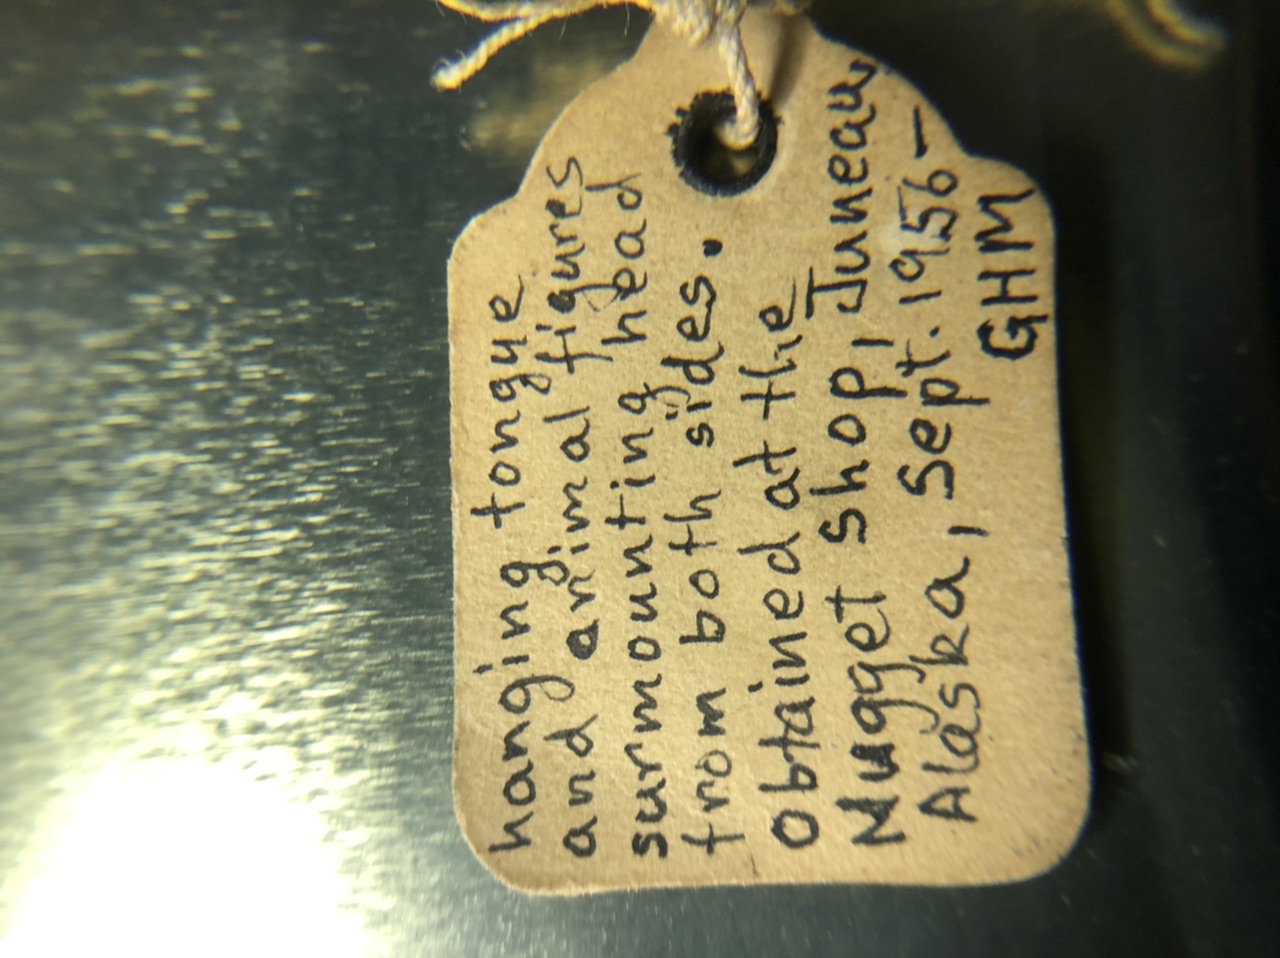 hanging tongue
and animal figures
surmounting head
from both sides.
Obtained at the
Nugget Shop, Juneau
Alaska, Sept. 1956 -
GHM